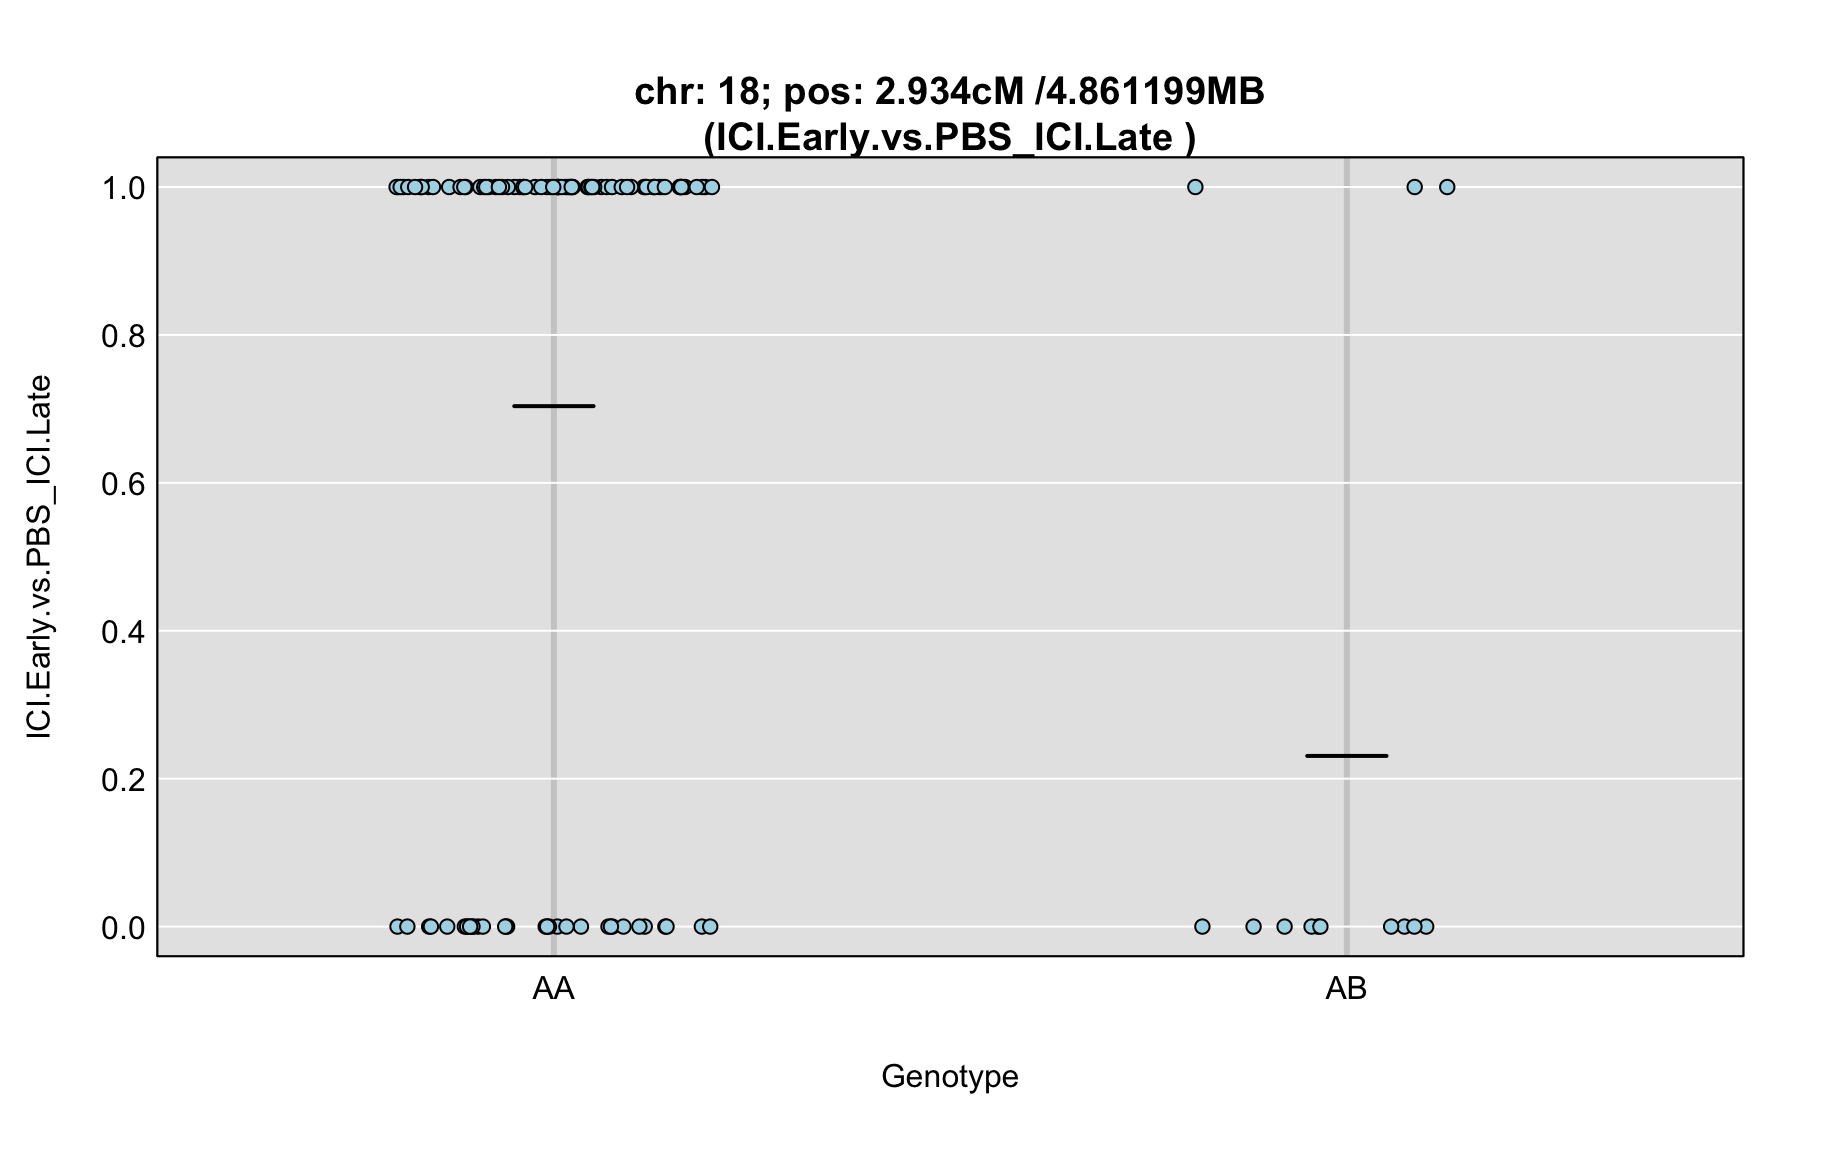 chr: 18; pos: 2.934cM /4.861199MB
(ICI.Early.vs.PBS_ICI.Late )
ICI.Early.vs.PBS_ICI.Late
1.0
0.8
0.6
0.4
0.2
0.0
AA
AB
Genotype